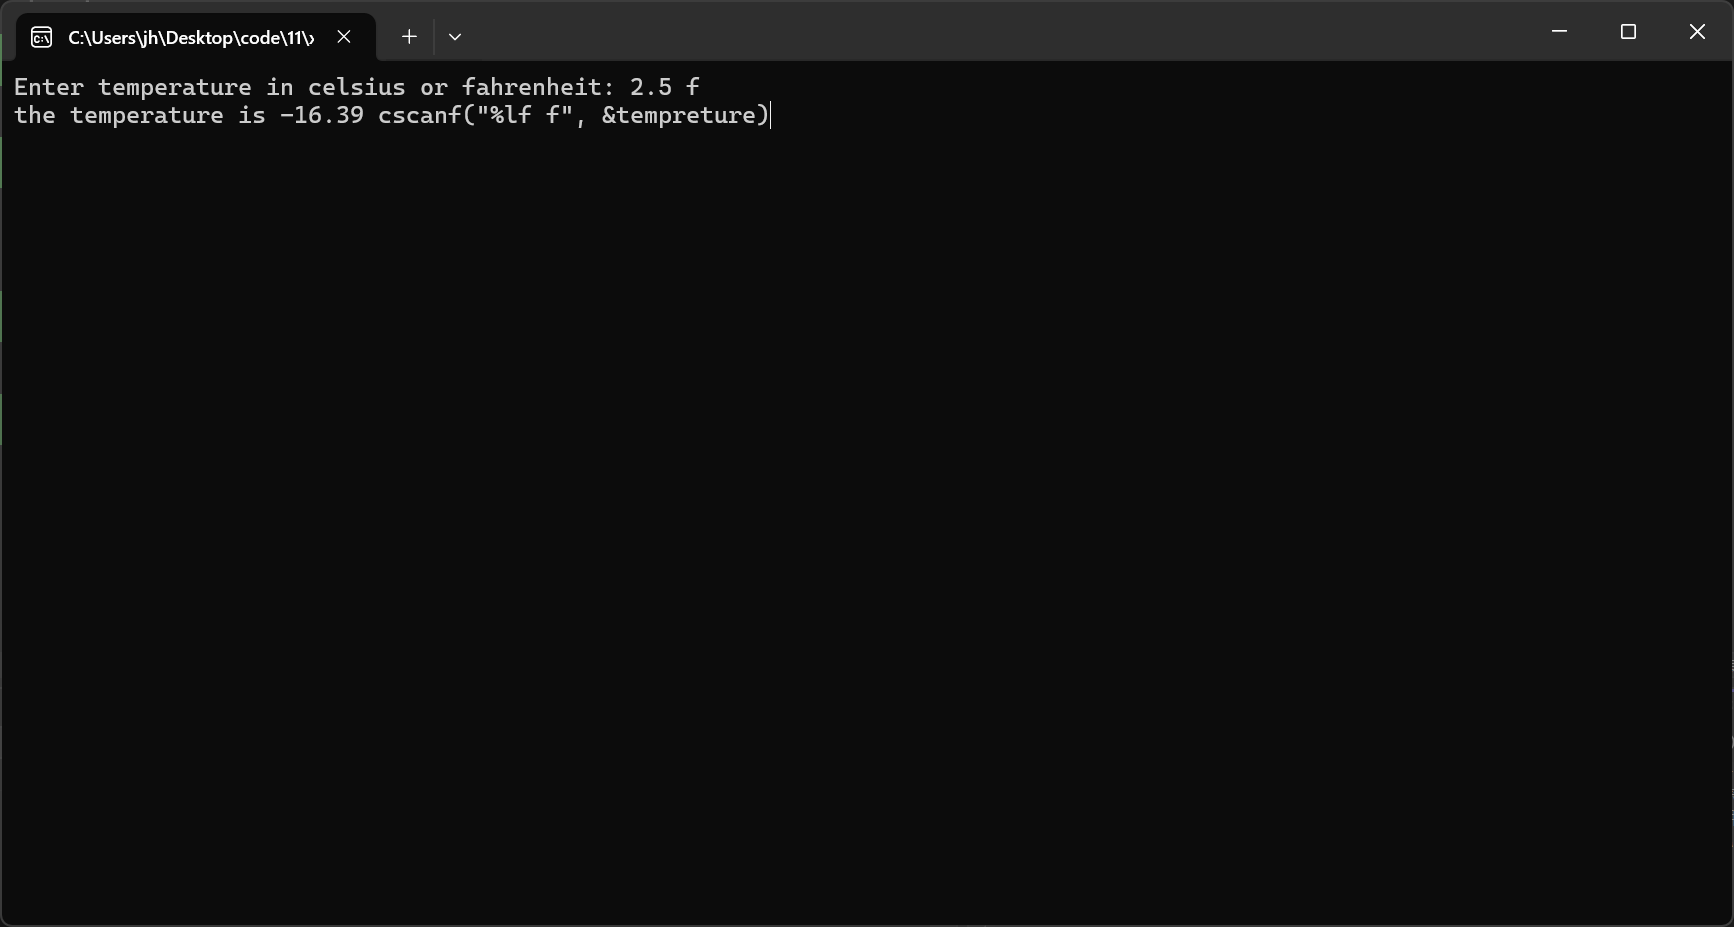 C:\Users\jh\Desktop\code\11\
Enter temperature in celsius or fahrenheit: 2.5 f
the temperature is -16.39 cscanf("%lf f", &tempreture)